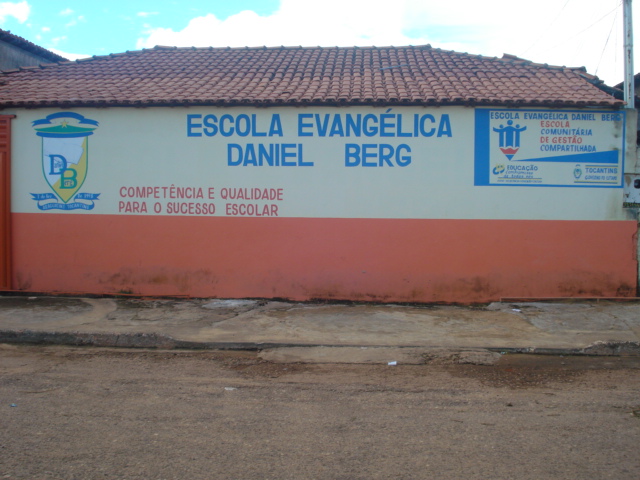 ESCOLA EVANGÉLICA
DANIEL BERG
COMPETÊNCIA E QUALIDADE
PARA O SUCESSO ESCOLAR
DB
ESCOLA EVANGÉLICA DANIEL BERG
ESCOLA
COMUNITÁRIA
DE GESTÃO
COMPARTILHADA
EDUCAÇÃO
TOCANTINS